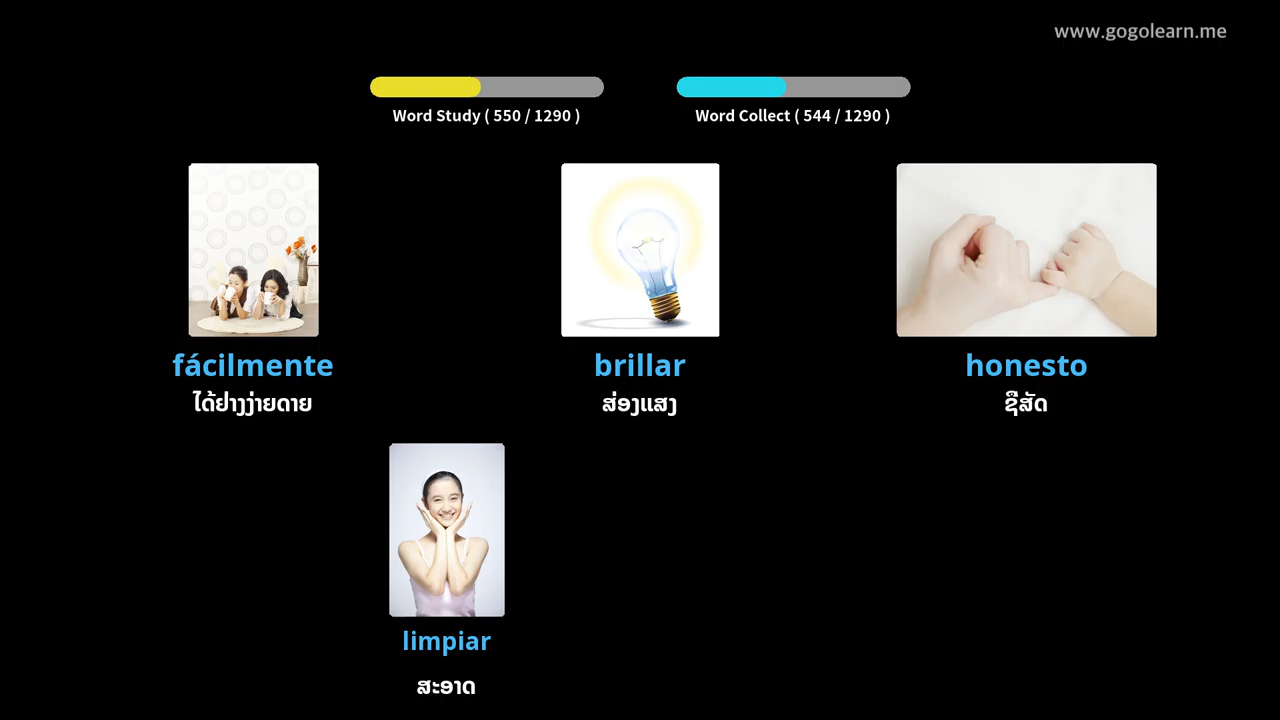 www.gogolearn.me
Word Study ( 550 / 1290 )
Word Collect ( 544 / 1290 )
fácilmente
ໄດ້ຢ່າງງ່າຍດາຍ
brillar
ສ່ອງແສງ
honesto
ຊື່ສັດ
limpiar
ສະອາດ